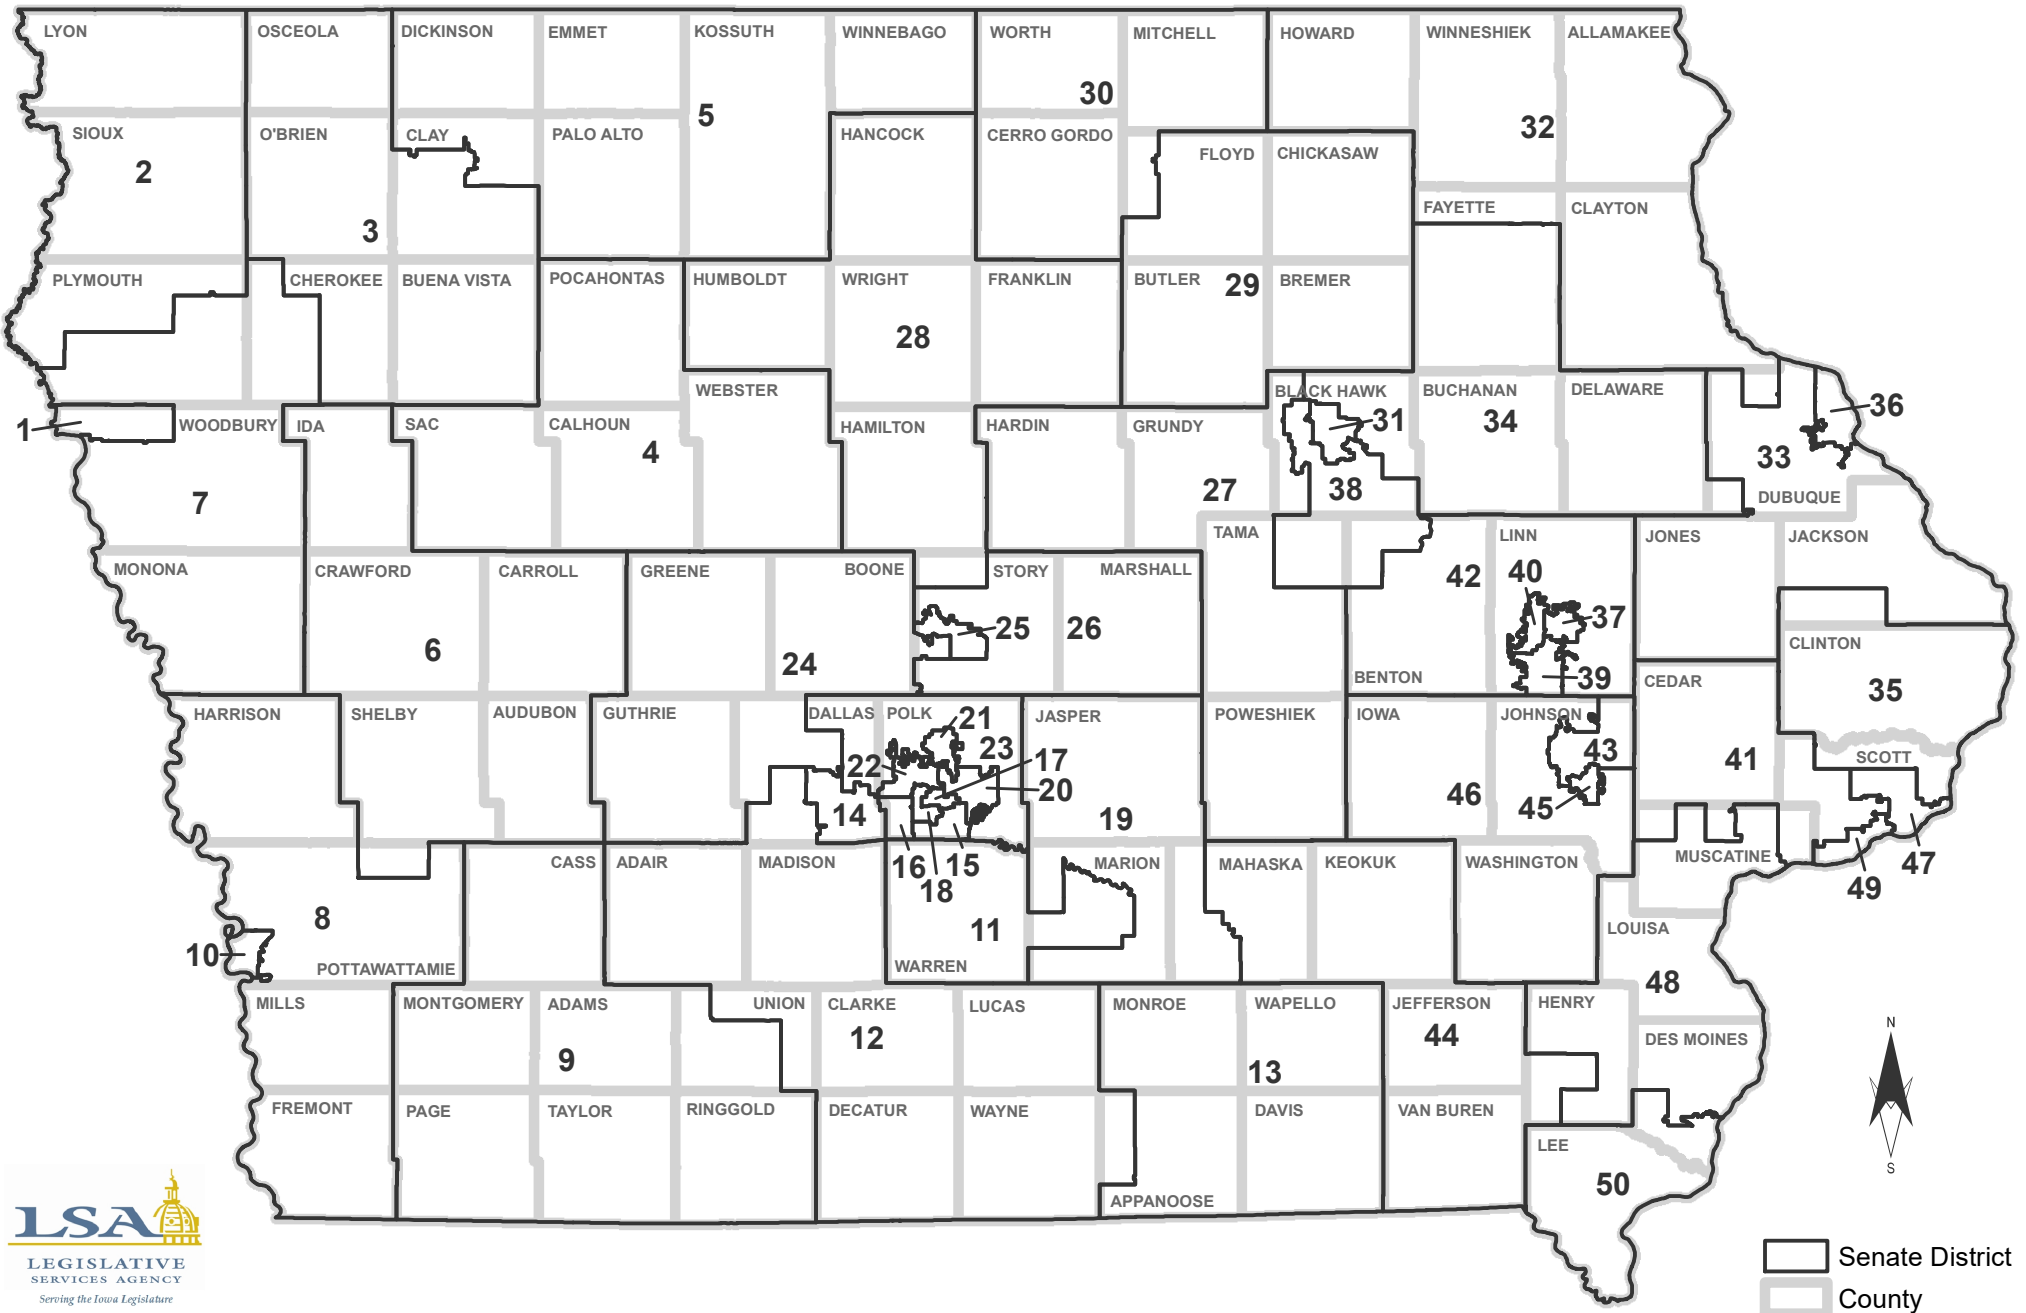 LYON OSCEOLA DICKINSON EMMET KOSSUTH WINNEBAGO WORTH MITCHELL HOWARD WINNESHIEK ALLAMAKEE
30
5
32
SIOUX O'BRIEN CLAY PALO ALTO HANCOCK CERRO GORDO FLOYD CHICKASAW
2
FAYETTE CLAYTON
3
PLYMOUTH CHEROKEE BUENA VISTA POCAHONTAS HUMBOLDT WRIGHT FRANKLIN BUTLER 29 BREMER
28
WEBSTER BLACK HAWK BUCHANAN DELAWARE
36
1 WOODBURY IDA SAC CALHOUN HAMILTON HARDIN GRUNDY 31 34
4 33
7 27 38 DUBUQUE
TAMA LINN JONES JACKSON
MONONA CRAWFORD CARROLL GREENE BOONE STORY MARSHALL 42 40
25 26 37
6 24 BENTON 39 CLINTON
CEDAR 35
HARRISON SHELBY AUDUBON GUTHRIE DALLAS POLK 21 JASPER POWESHIEK IOWA JOHNSON
22 23 17 43 41 SCOTT
14 20 19 46 45
CASS ADAIR MADISON 16 18 15 MARION MAHASKA KEOKUK WASHINGTON MUSCATINE 49 47
8 11 LOUISA
10 POTTAWATTAMIE WARREN
48
MILLS MONTGOMERY ADAMS UNION CLARKE LUCAS MONROE WAPELLO JEFFERSON HENRY
9 12 13 44 DES MOINES
FREMONT PAGE TAYLOR RINGGOLD DECATUR WAYNE DAVIS VAN BUREN
LEE
APPANOOSE 50
N
S
LSA
LEGISLATIVE
SERVICES AGENCY
Serving the Iowa Legislature
Senate District
County